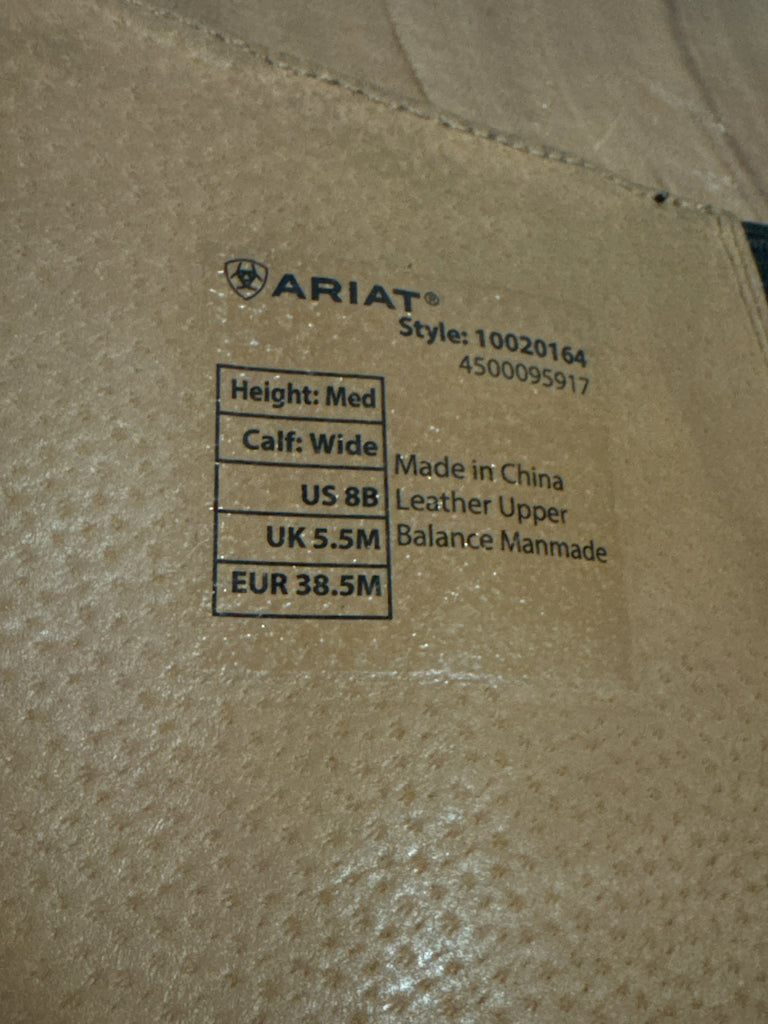 ARIAT®
Style: 10020164
4500095917
Height: Med
Calf: Wide
US 8B
UK 5.5M
EUR 38.5M
Made in China
Leather Upper
Balance Manmade